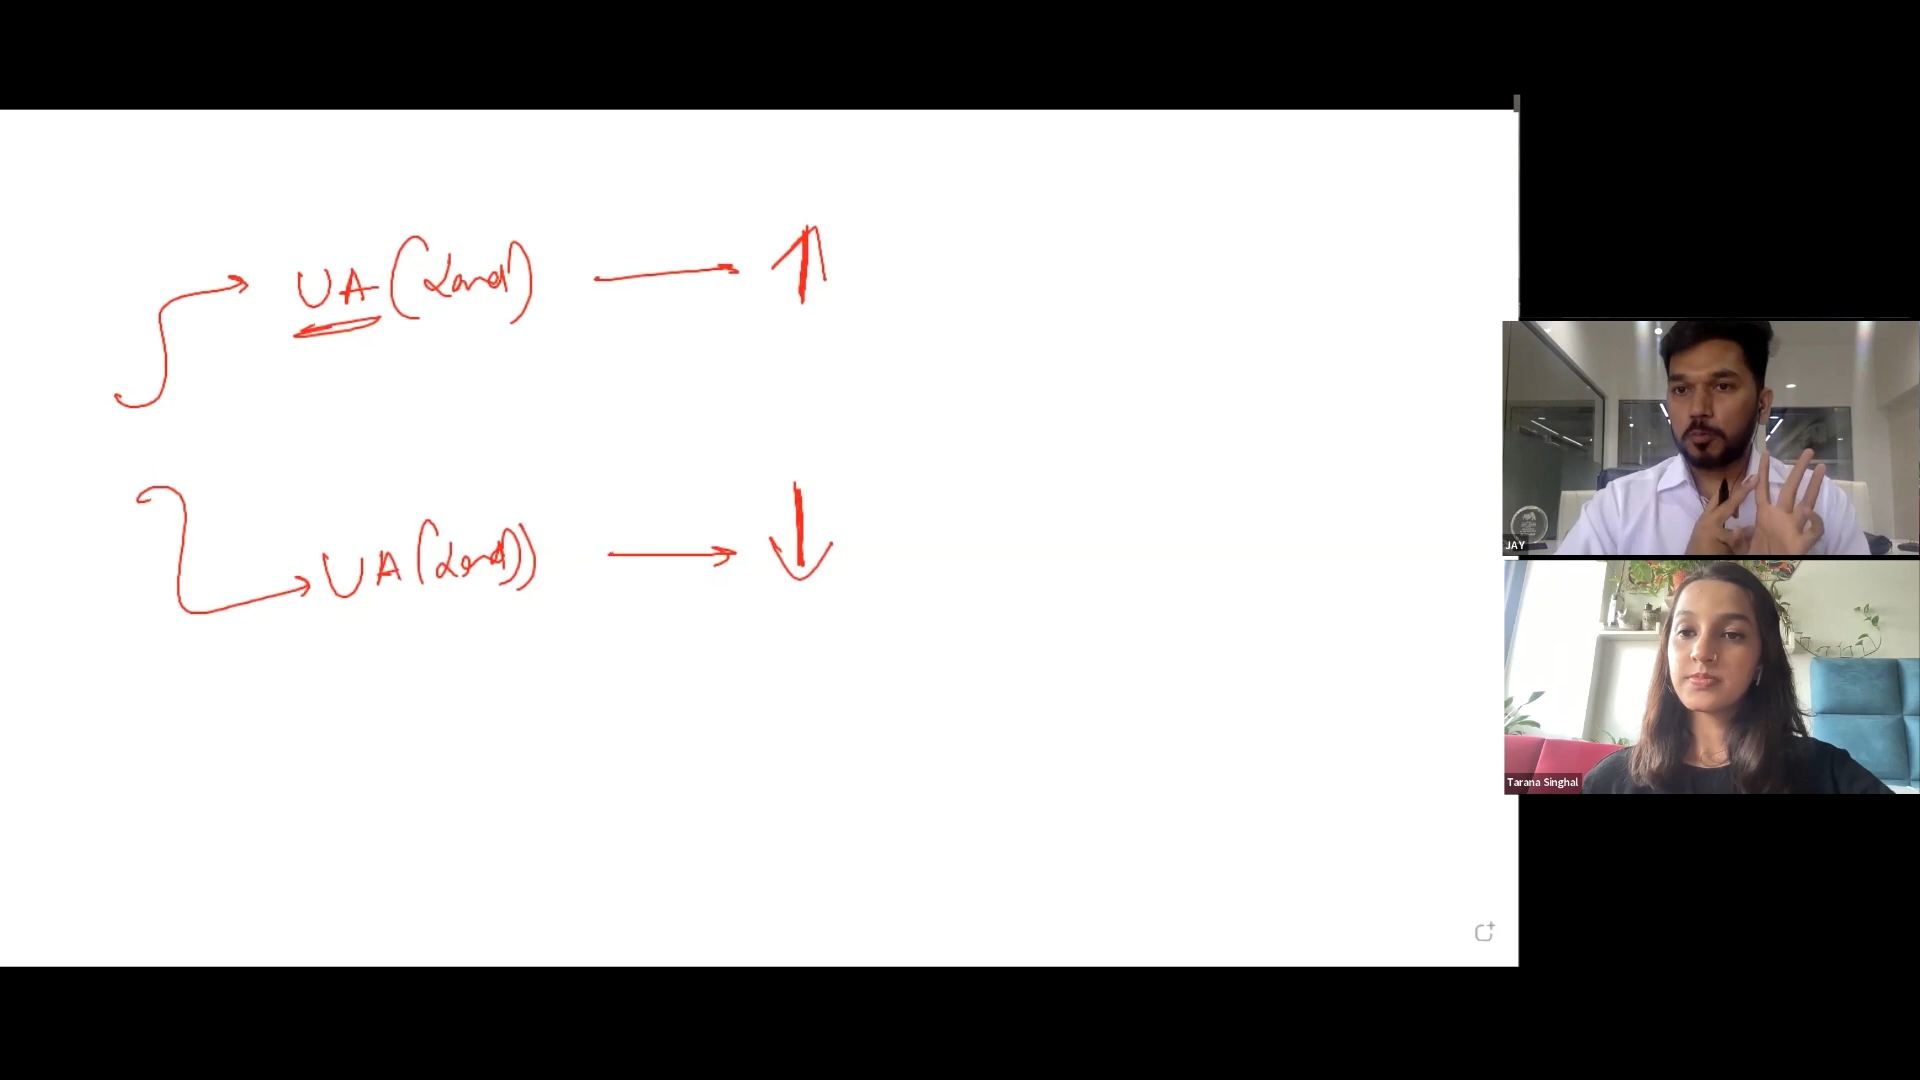 UA (Land) → ↑
UA (Land) → ↓
JAY
Tarana Singhal